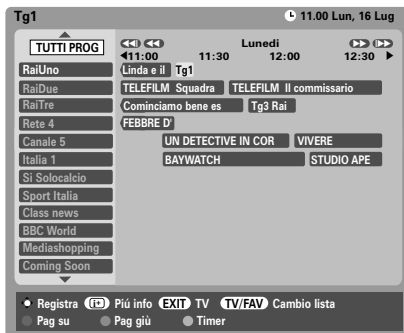 Tg1 11.00 Lun, 16 Lug
TUTTI PROG Lunedi
11:00 11:30 12:00 12:30
RaiUno Linda e il Tg1
RaiDue TELEFILM Squadra TELEFILM Il commissario
RaiTre Cominciamo bene es Tg3 Rai
Rete 4 FEBBRE D'
Canale 5 UN DETECTIVE IN COR VIVERE
Italia 1 BAYWATCH STUDIO APE
Si Solocalcio
Sport Italia
Class news
BBC World
Mediashopping
Coming Soon
Registra i+ Piú info EXIT TV TV/FAV Cambio lista
Pag su Pag giù Timer